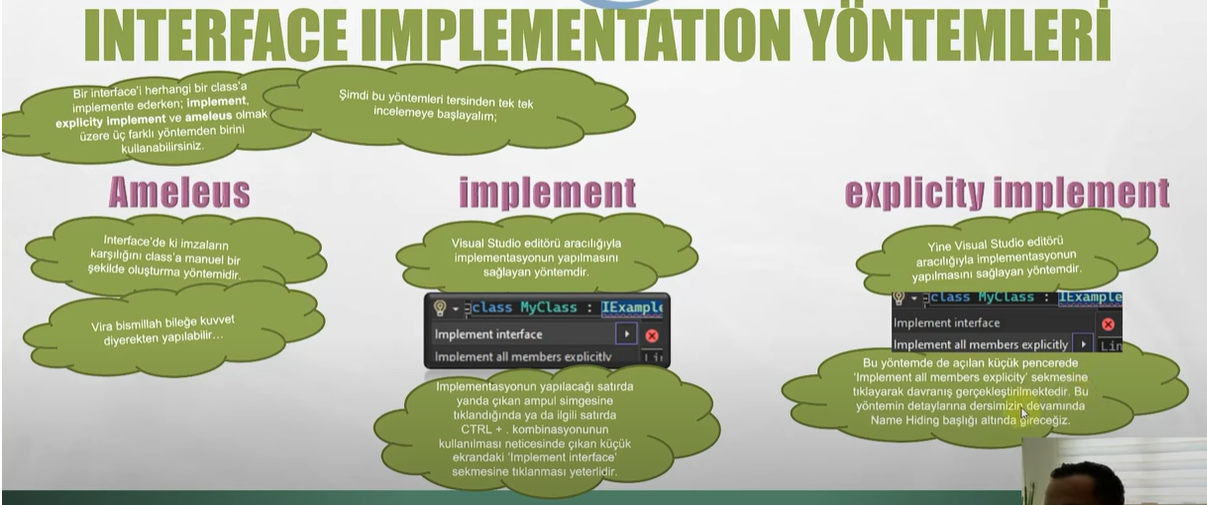 INTERFACE IMPLEMENTATION YÖNTEMLERİ
Bir interface'i herhangi bir class'a
implemente ederken; implement,
explicity implement ve ameleus olmak
üzere üç farklı yöntemden birini
kullanabilirsiniz.
Şimdi bu yöntemleri tersinden tek tek
incelemeye başlayalım;
Ameleus
Interface'de ki imzaların
karşılığını class'a manuel bir
şekilde oluşturma yöntemidir.
Vira bismillah bileğe kuvvet
diyerekten yapılabilir...
implement
Visual Studio editörü aracılığıyla
implementasyonun yapılmasını
sağlayan yöntemdir.
class MyClass : IExample
Implement interface
Implement all members explicitly
Implementasyonun yapılacağı satırda
yanda çıkan ampul simgesine
tıklandığında ya da ilgili satırda
CTRL + . kombinasyonunun
kullanılması neticesinde çıkan küçük
ekrandaki 'Implement interface'
sekmesine tıklanması yeterlidir.
explicity implement
Yine Visual Studio editörü
aracılığıyla implementasyonun
yapılmasını sağlayan yöntemdir.
class MyClass : IExample
Implement interface
Implement all members explicitly
Bu yöntemde de açılan küçük pencerede
'Implement all members explicity' sekmesine
tıklayarak davranış gerçekleştirilmektedir. Bu
yöntemin detaylarına dersimizin devamında
Name Hiding başlığı altında gireceğiz.